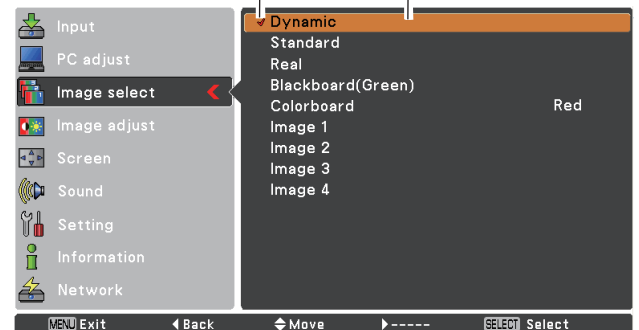 Input
PC adjust
Image select
Image adjust
Screen
Sound
Setting
Information
Network
Dynamic
Standard
Real
Blackboard(Green)
Colorboard Red
Image 1
Image 2
Image 3
Image 4
MENU Exit Back Move ----- SELECT Select